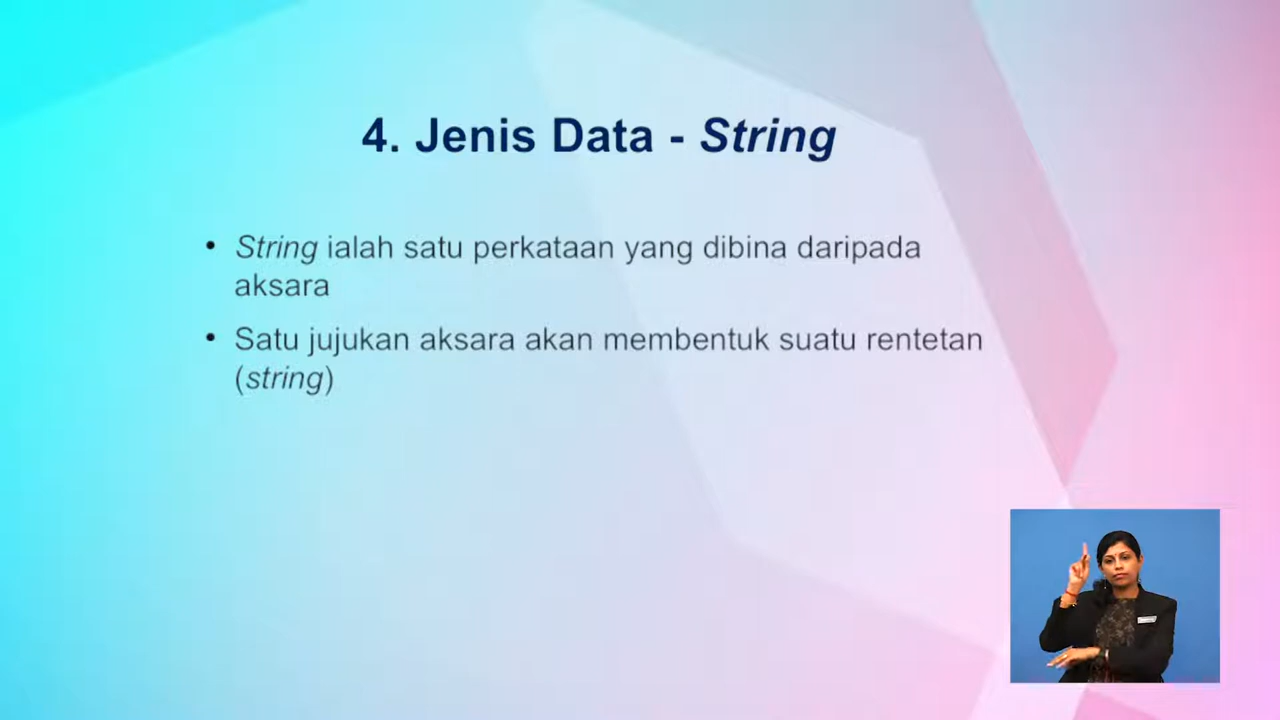 4. Jenis Data - String
• String ialah satu perkataan yang dibina daripada
aksara
• Satu jujukan aksara akan membentuk suatu rentetan
(string)